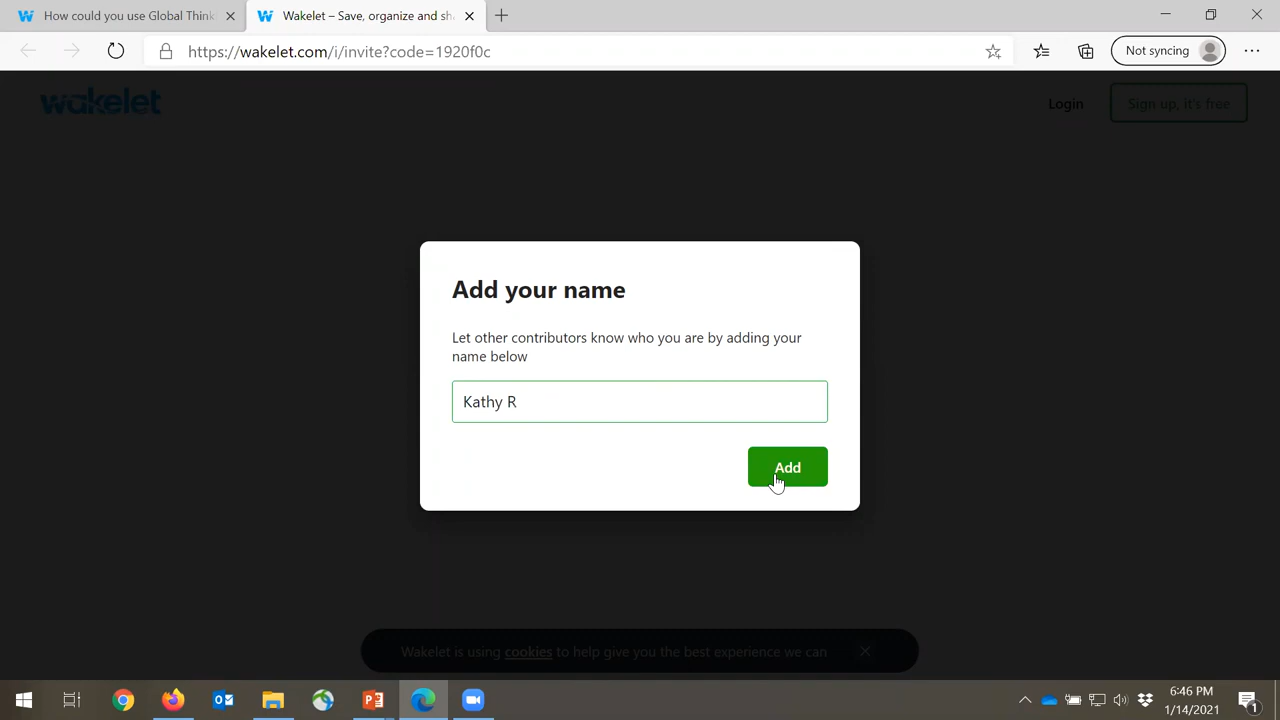 How could you use Global Think
Wakelet – Save, organize and sh
https://wakelet.com/i/invite?code=1920f0c
Not syncing
wakelet
Login
Sign up, it's free
Add your name
Let other contributors know who you are by adding your
name below
Kathy R
Add
Wakelet is using cookies to help give you the best experience we can
6:46 PM
1/14/2021
1